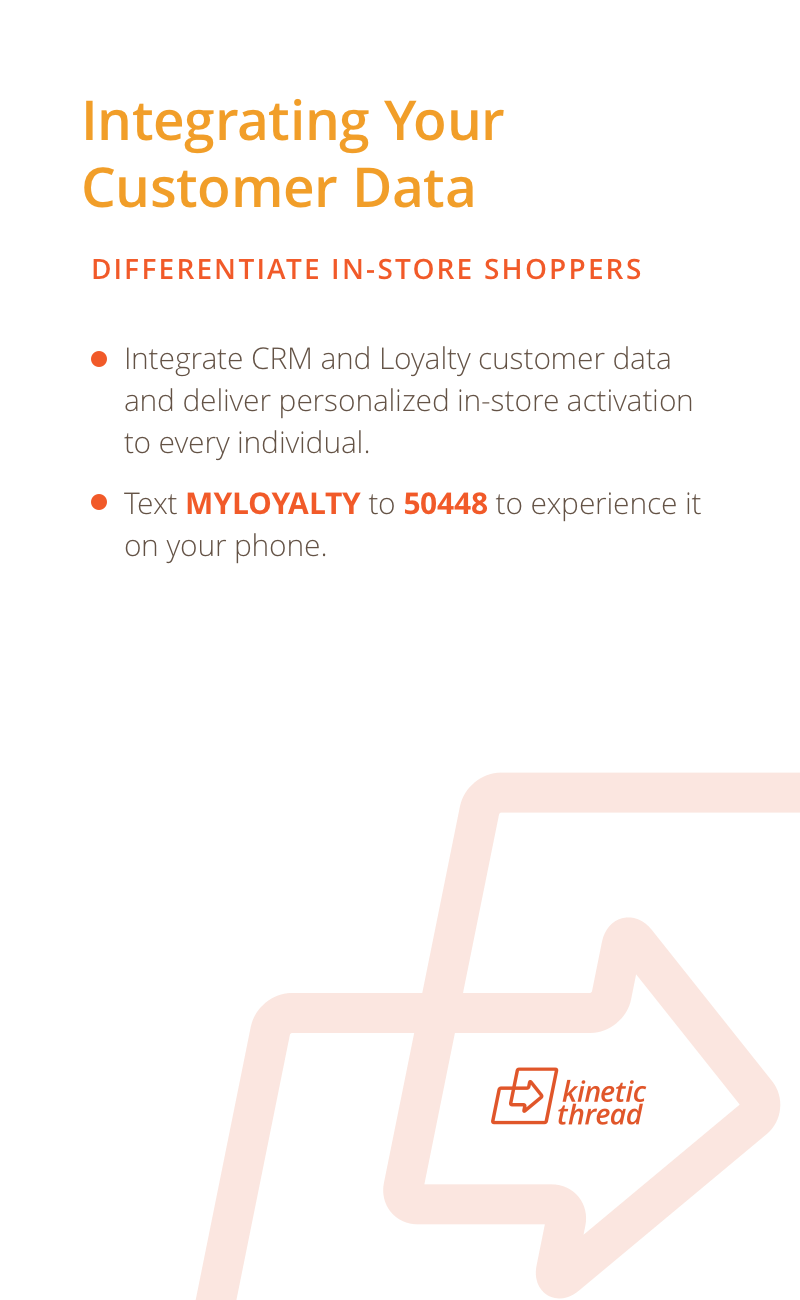 Integrating Your
Customer Data
DIFFERENTIATE IN-STORE SHOPPERS
Integrate CRM and Loyalty customer data
and deliver personalized in-store activation
to every individual.
Text MYLOYALTY to 50448 to experience it
on your phone.
kinetic
thread